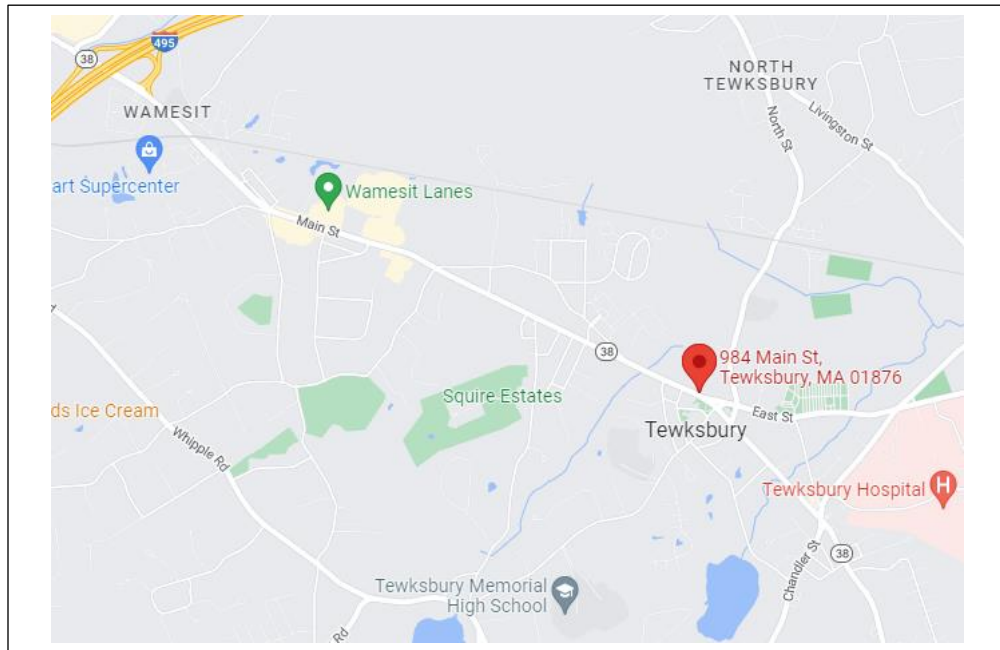 495
38
NORTH
TEWKSBURY
WAMESIT
North St
Livingston St
art Supercenter
Wamesit Lanes
Main St
38
984 Main St,
Tewksbury, MA 01876
Squire Estates
East St
ds Ice Cream
Tewksbury
Whipple Rd
Tewksbury Hospital
H
Chandler St
38
Tewksbury Memorial
High School
Rd